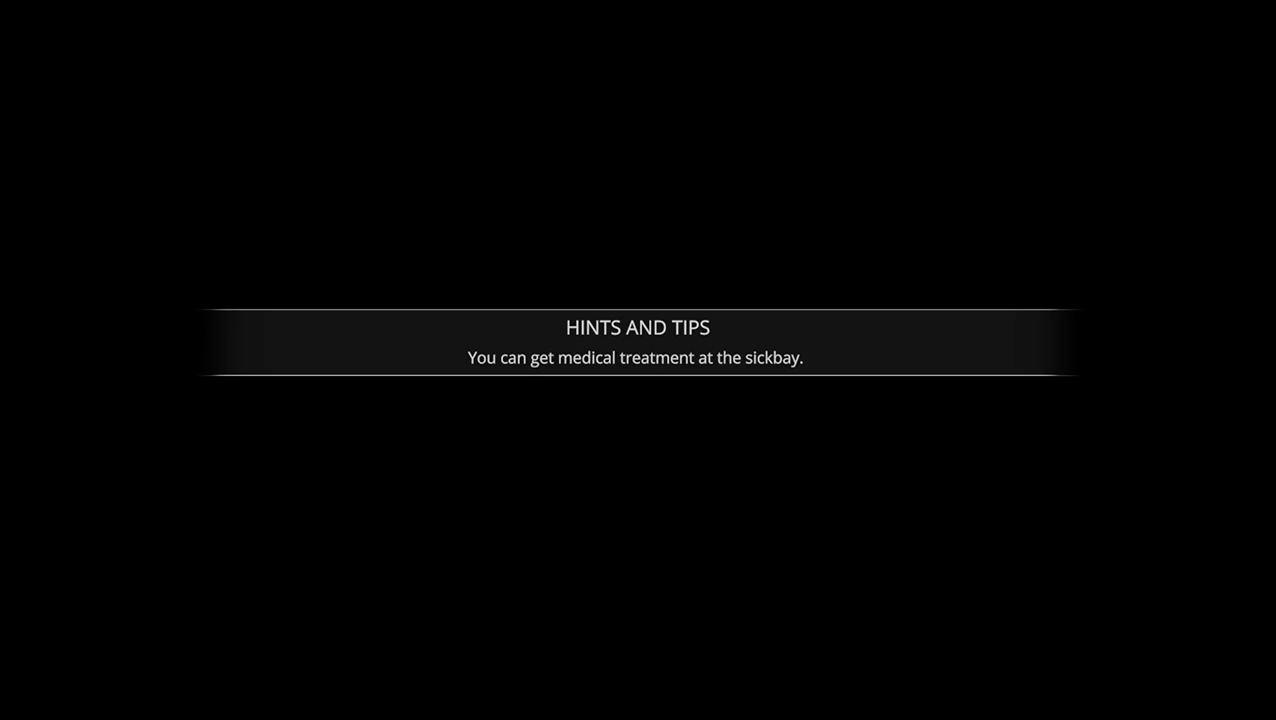 HINTS AND TIPS
You can get medical treatment at the sickbay.